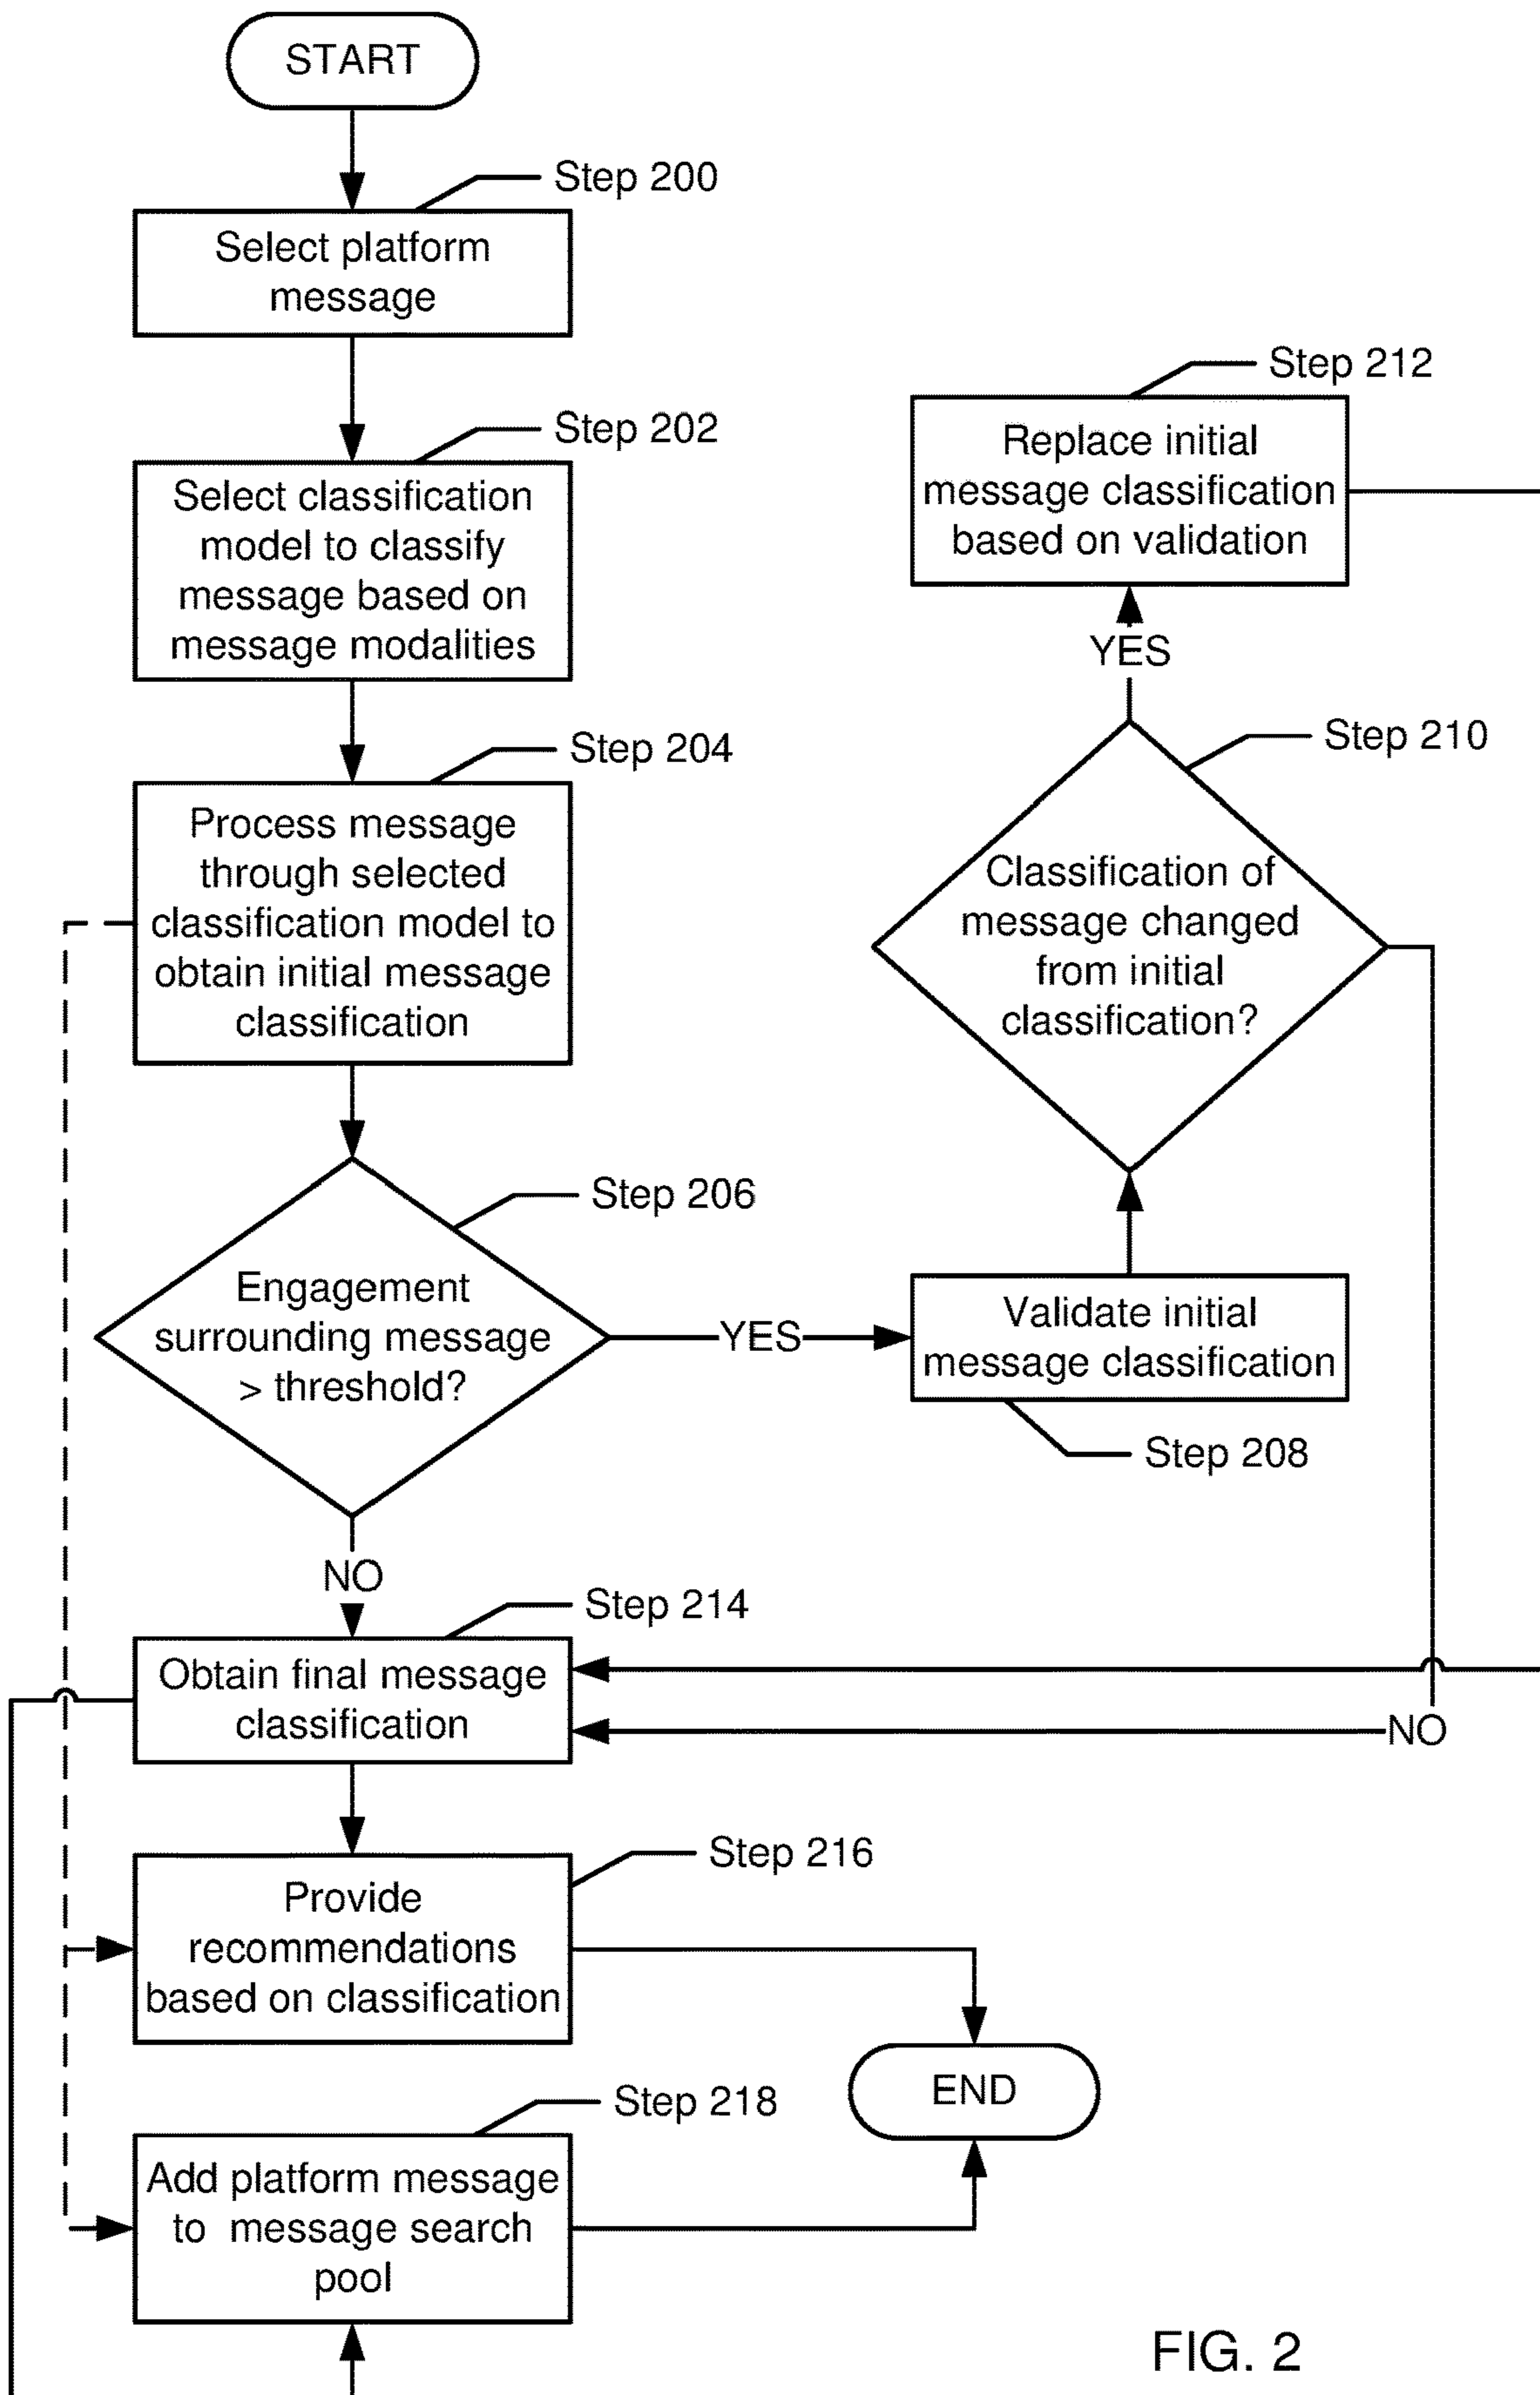 START
Step 200
Select platform
message
Step 202
Select classification
model to classify
message based on
message modalities
Step 204
Process message
through selected
classification model to
obtain initial message
classification
Step 206
Engagement
surrounding message
> threshold?
YES
NO
Validate initial
message classification
Step 208
Step 210
Classification of
message changed
from initial
classification?
YES
NO
Step 212
Replace initial
message classification
based on validation
Step 214
Obtain final message
classification
Step 216
Provide
recommendations
based on classification
Step 218
Add platform message
to message search
pool
END
FIG. 2